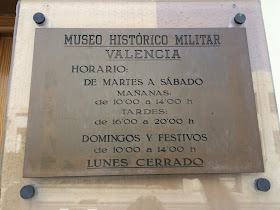 MUSEO HISTÓRICO MILITAR
VALENCIA
HORARIO:
DE MARTES A SÁBADO
MAÑANAS:
de 10'00 a 14'00 h
TARDES:
de 16'00 a 20'00 h
DOMINGOS Y FESTIVOS
de 10'00 a 14'00 h
LUNES CERRADO